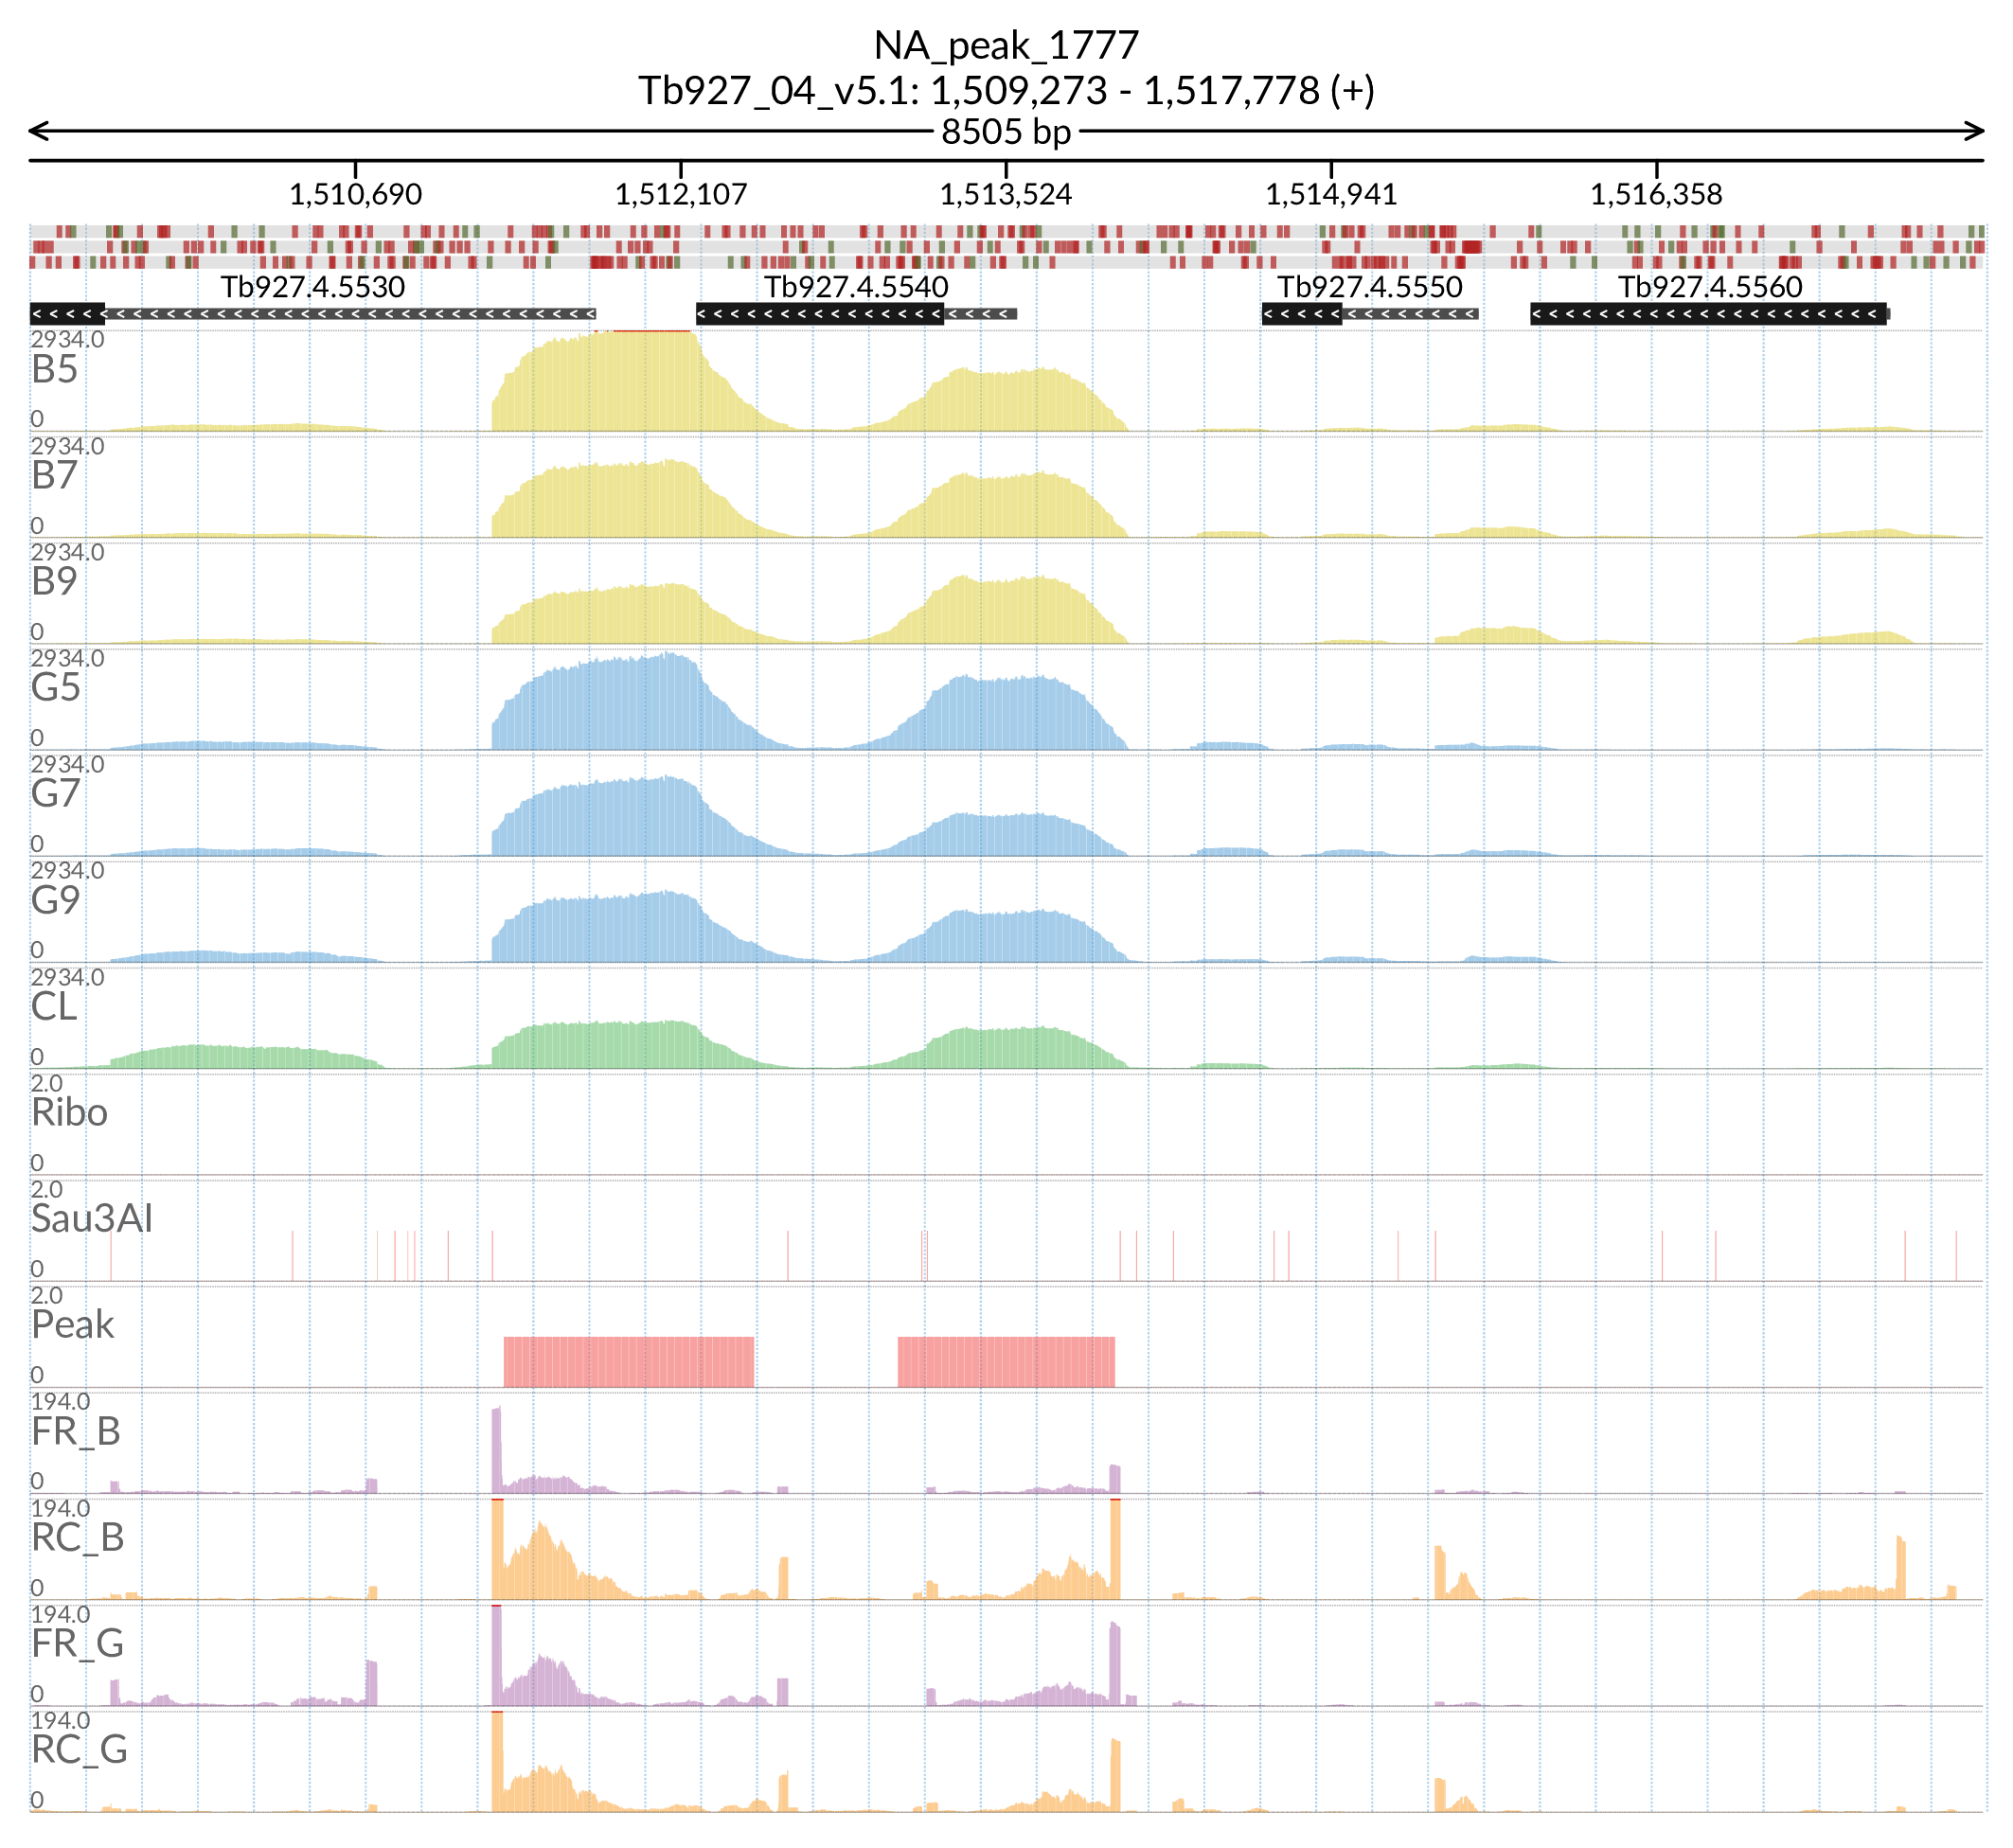 NA_peak_1777
Tb927_04_v5.1: 1,509,273 - 1,517,778 (+)
8505 bp
1,510,690 1,512,107 1,513,524 1,514,941 1,516,358
Tb927.4.5530 Tb927.4.5540 Tb927.4.5550 Tb927.4.5560
2934.0
B5
0
2934.0
B7
0
2934.0
B9
0
2934.0
G5
0
2934.0
G7
0
2934.0
G9
0
2934.0
CL
0
2.0
Ribo
0
2.0
Sau3AI
0
2.0
Peak
0
194.0
FR_B
0
194.0
RC_B
0
194.0
FR_G
0
194.0
RC_G
0